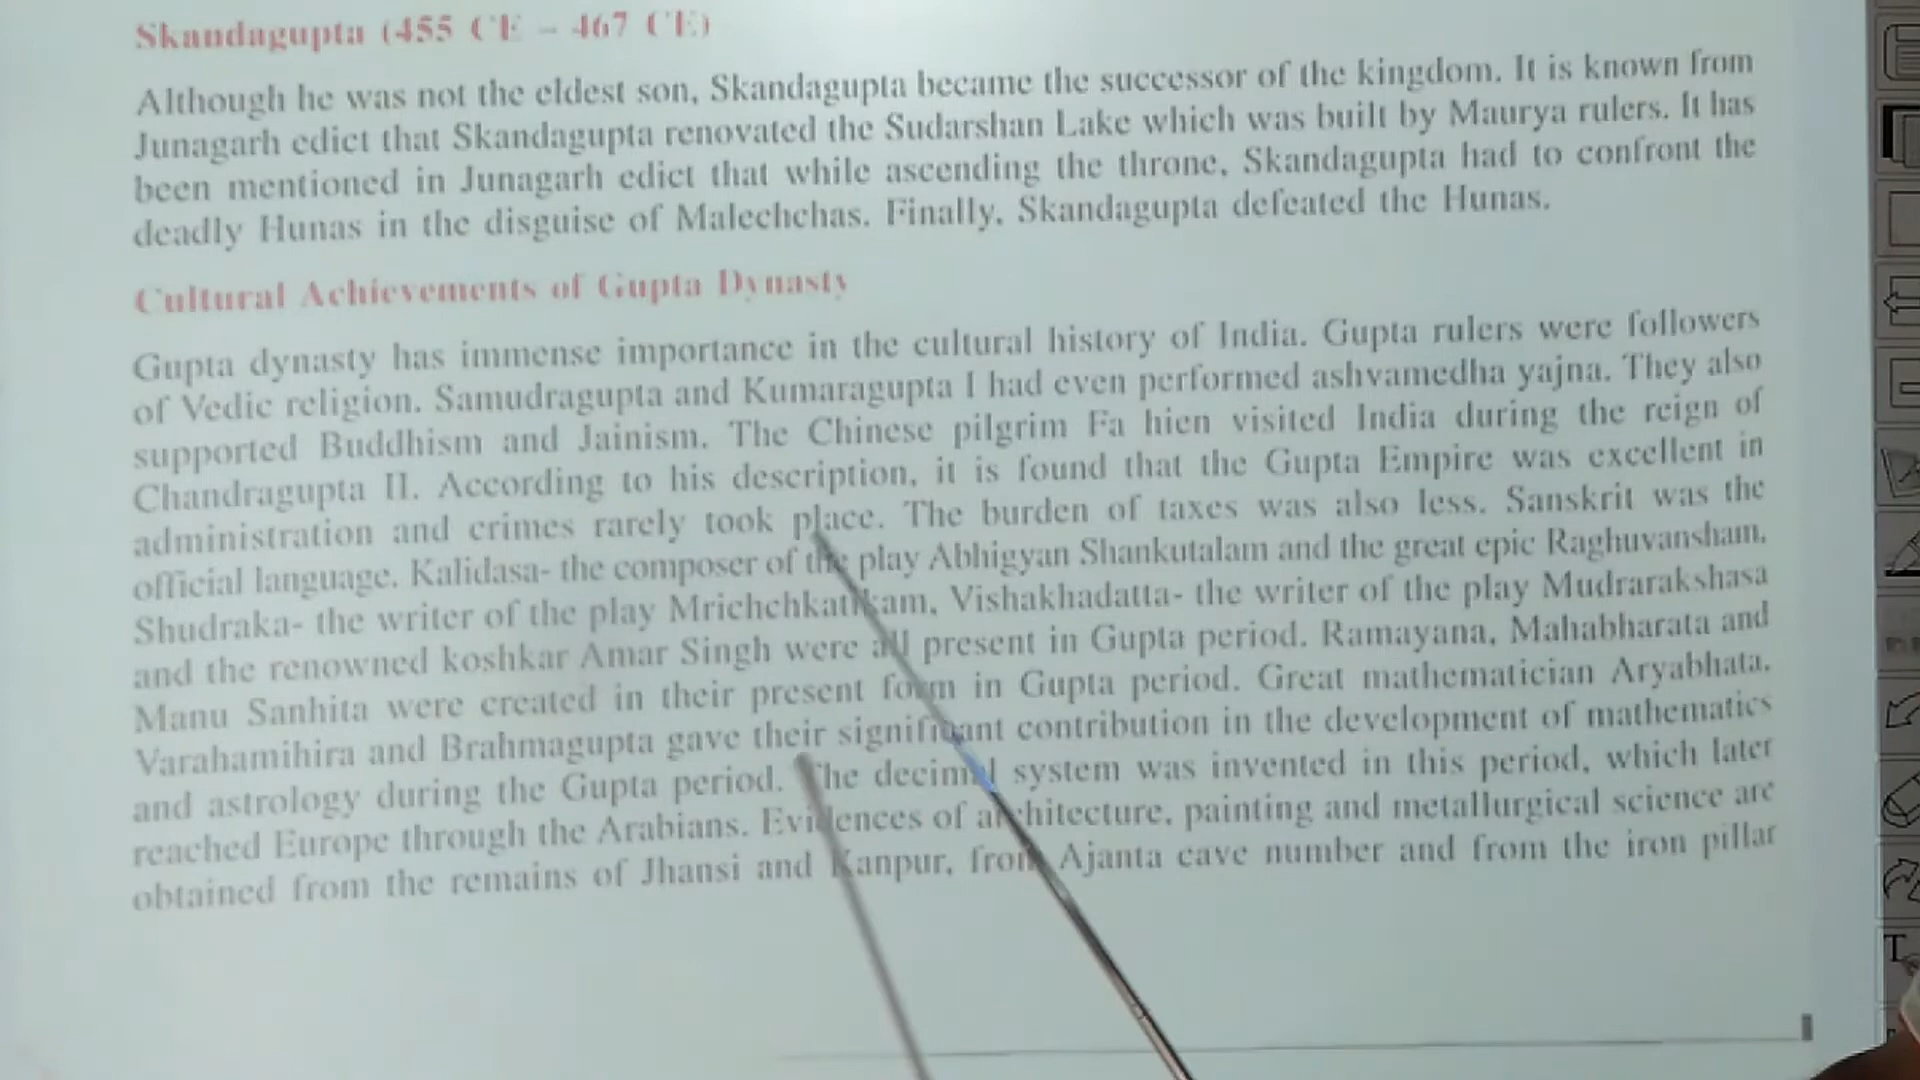 Skandagupta (455 CE – 467 CE)
Although he was not the eldest son, Skandagupta became the successor of the kingdom. It is known from
Junagarh edict that Skandagupta renovated the Sudarshan Lake which was built by Maurya rulers. It has
been mentioned in Junagarh edict that while ascending the throne, Skandagupta had to confront the
deadly Hunas in the disguise of Malechchas. Finally, Skandagupta defeated the Hunas.
Cultural Achievements of Gupta Dynasty
Gupta dynasty has immense importance in the cultural history of India. Gupta rulers were followers
of Vedic religion. Samudragupta and Kumaragupta I had even performed ashvamedha yajna. They also
supported Buddhism and Jainism. The Chinese pilgrim Fa hien visited India during the reign of
Chandragupta II. According to his description, it is found that the Gupta Empire was excellent in
administration and crimes rarely took place. The burden of taxes was also less. Sanskrit was the
official language. Kalidasa- the composer of the play Abhigyan Shankutalam and the great epic Raghuvansham,
Shudraka- the writer of the play Mrichchkatikam, Vishakhadatta- the writer of the play Mudrarakshasa
and the renowned koshkar Amar Singh were all present in Gupta period. Ramayana, Mahabharata and
Manu Sanhita were created in their present form in Gupta period. Great mathematician Aryabhata,
Varahamihira and Brahmagupta gave their significant contribution in the development of mathematics
and astrology during the Gupta period. The decimal system was invented in this period, which later
reached Europe through the Arabians. Evidences of architecture, painting and metallurgical science are
obtained from the remains of Jhansi and Kanpur, from Ajanta cave number and from the iron pillar
T